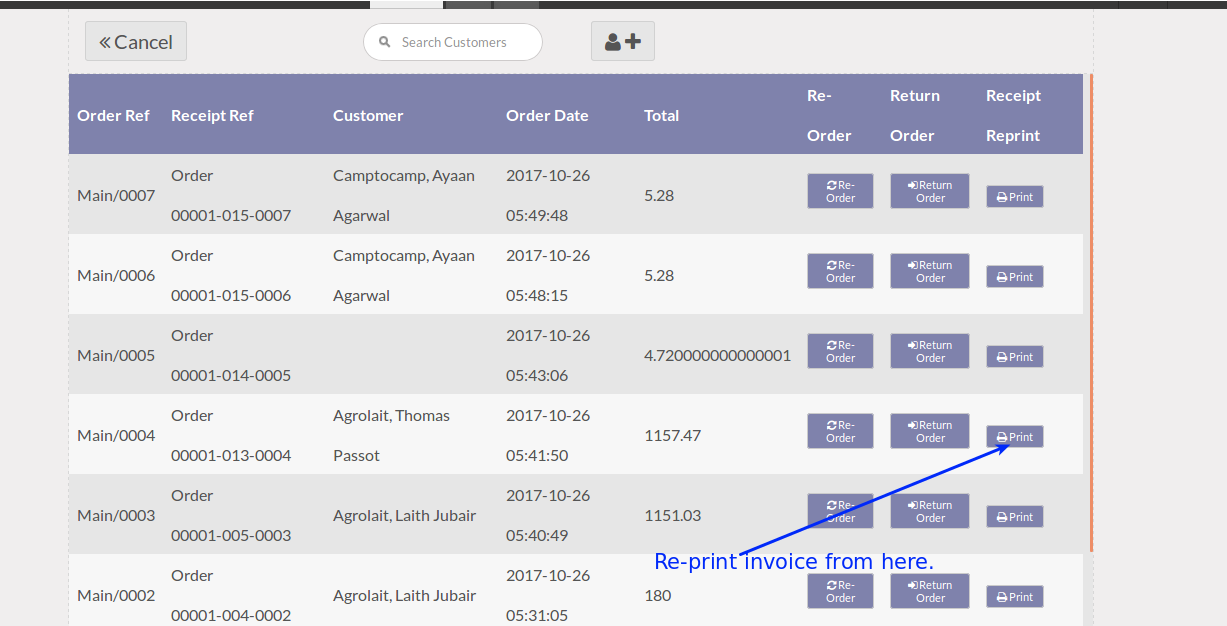 Cancel
Search Customers
Order Ref Receipt Ref Customer Order Date Total Re-Order Return Order Receipt Reprint
Main/0007 Order 00001-015-0007 Camptocamp, Ayaan Agarwal 2017-10-26 05:49:48 5.28 Re-Order Return Order Print
Main/0006 Order 00001-015-0006 Camptocamp, Ayaan Agarwal 2017-10-26 05:48:15 5.28 Re-Order Return Order Print
Main/0005 Order 00001-014-0005 2017-10-26 05:43:06 4.720000000000001 Re-Order Return Order Print
Main/0004 Order 00001-013-0004 Agrolait, Thomas Passot 2017-10-26 05:41:50 1157.47 Re-Order Return Order Print
Main/0003 Order 00001-005-0003 Agrolait, Laith Jubair 2017-10-26 05:40:49 1151.03 Re-Order Return Order Print
Re-print invoice from here.
Main/0002 Order 00001-004-0002 Agrolait, Laith Jubair 2017-10-26 05:31:05 180 Re-Order Return Order Print